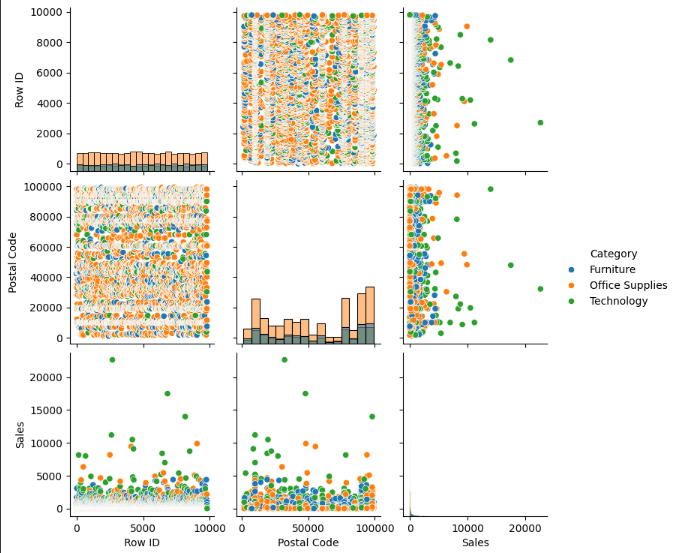 10000
8000
6000
4000
2000
0
Row ID
100000
80000
60000
40000
20000
0
Postal Code
Category
Furniture
Office Supplies
Technology
20000
15000
10000
5000
0
Sales
0 5000 10000 0 50000 100000 0 10000 20000
Row ID Postal Code Sales